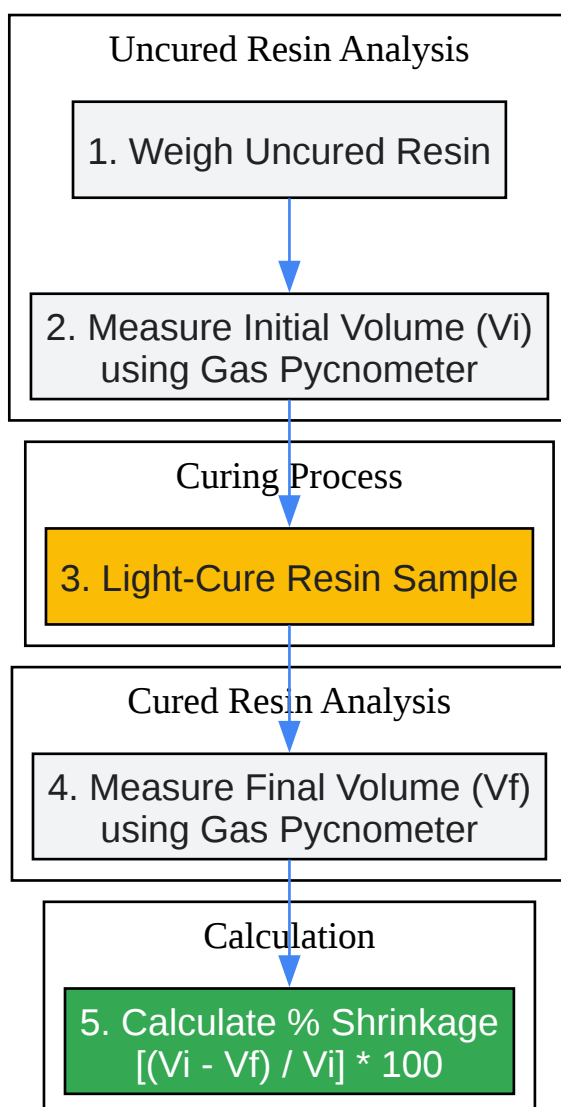 Uncured Resin Analysis
1. Weigh Uncured Resin
2. Measure Initial Volume (Vi)
using Gas Pycnometer
Curing Process
3. Light-Cure Resin Sample
Cured Resin Analysis
4. Measure Final Volume (Vf)
using Gas Pycnometer
Calculation
5. Calculate % Shrinkage
[(Vi - Vf) / Vi] * 100